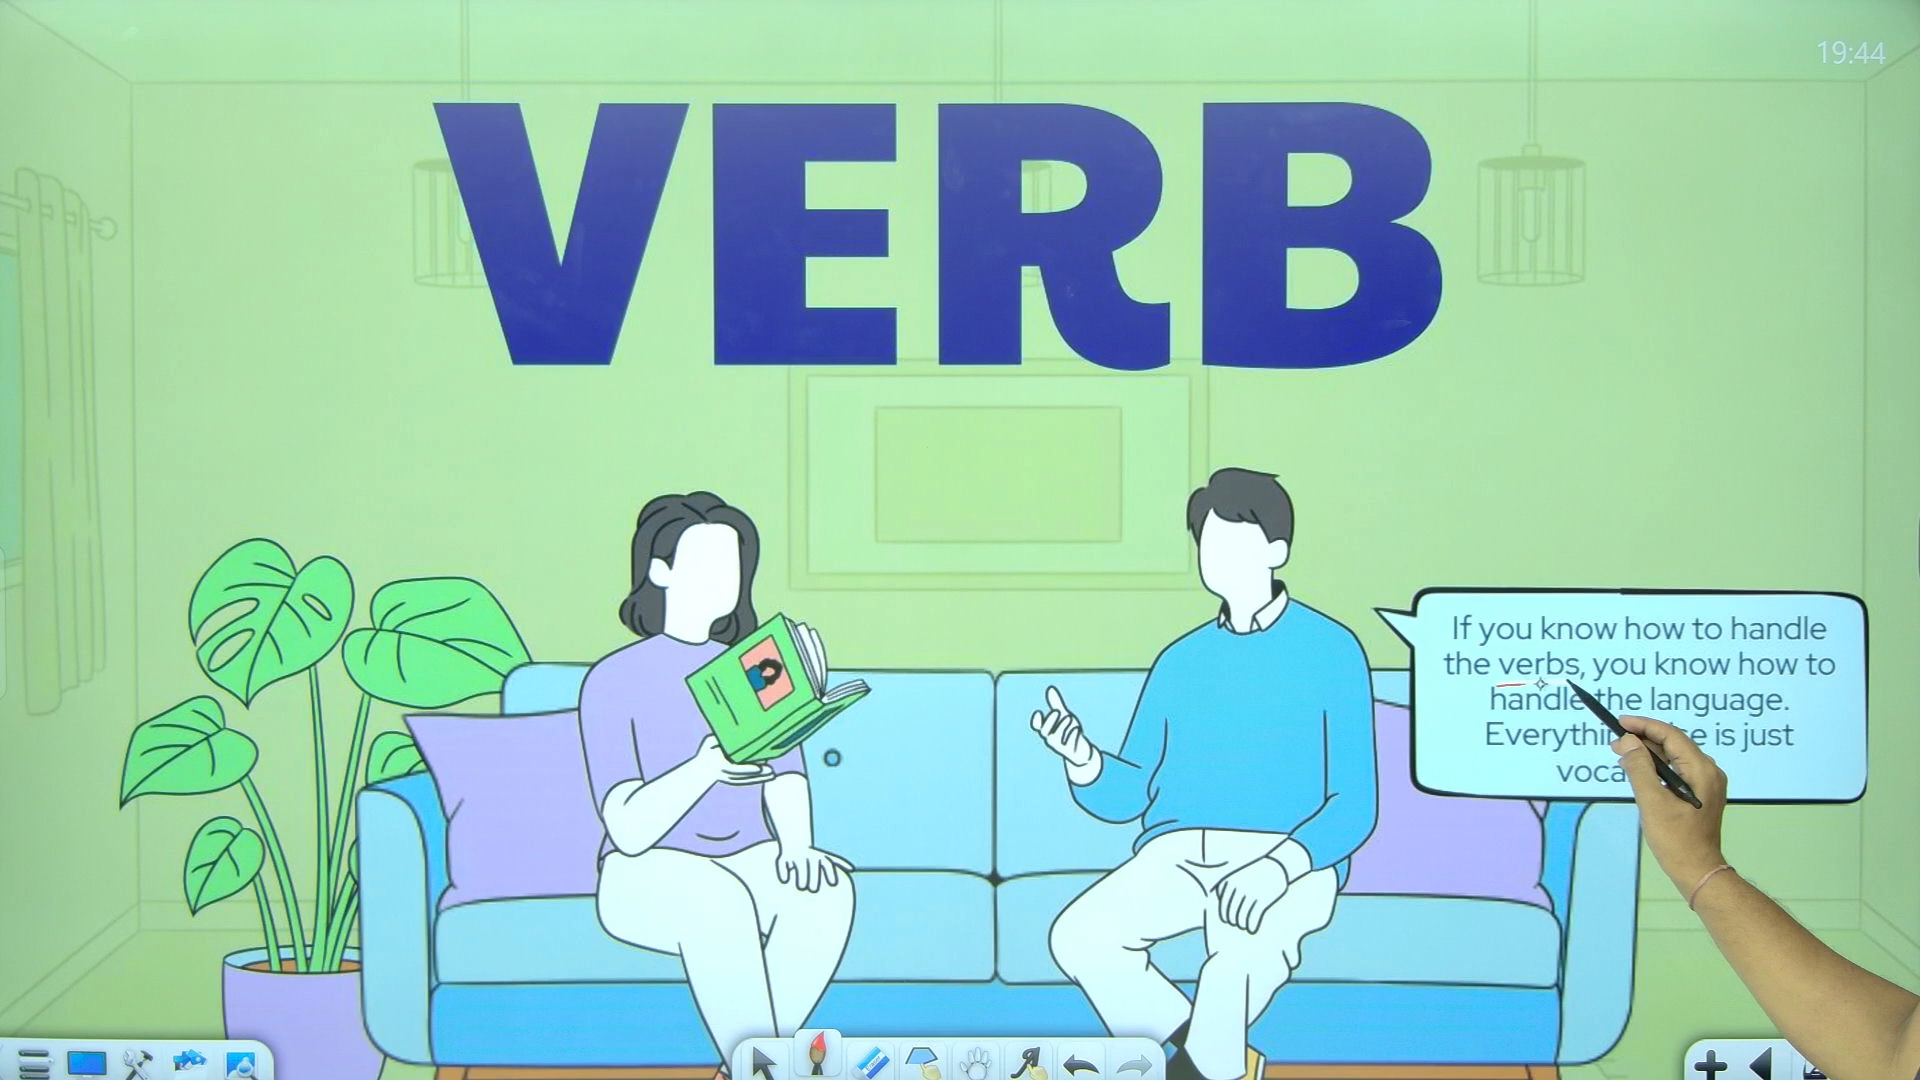 19:44
VERB
If you know how to handle
the verbs, you know how to
handle the language.
Everything is just